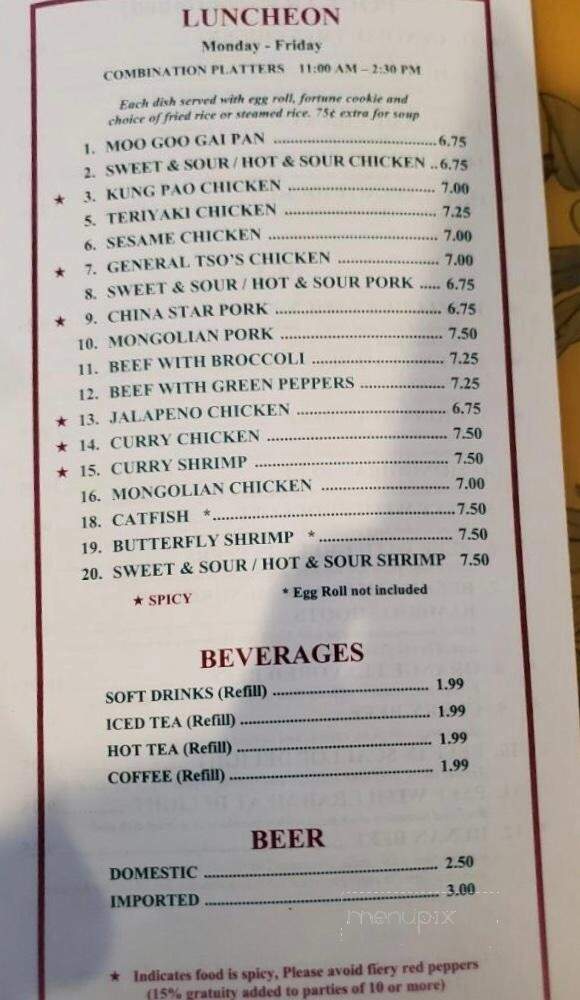 LUNCHEON
Monday - Friday
COMBINATION PLATTERS 11:00 AM – 2:30 PM
Each dish served with egg roll, fortune cookie and
choice of fried rice or steamed rice. 75¢ extra for soup
1. MOO GOO GAI PAN ........................................6.75
2. SWEET & SOUR / HOT & SOUR CHICKEN ..6.75
★ 3. KUNG PAO CHICKEN .................................. 7.00
5. TERIYAKI CHICKEN ................................... 7.25
6. SESAME CHICKEN ...................................... 7.00
★ 7. GENERAL TSO'S CHICKEN ....................... 7.00
8. SWEET & SOUR / HOT & SOUR PORK ..... 6.75
★ 9. CHINA STAR PORK ..................................... 6.75
10. MONGOLIAN PORK .................................... 7.50
11. BEEF WITH BROCCOLI ............................. 7.25
12. BEEF WITH GREEN PEPPERS ................... 7.25
★ 13. JALAPENO CHICKEN ................................. 6.75
★ 14. CURRY CHICKEN ....................................... 7.50
★ 15. CURRY SHRIMP .......................................... 7.50
16. MONGOLIAN CHICKEN ............................ 7.00
18. CATFISH *.....................................................7.50
19. BUTTERFLY SHRIMP * ............................. 7.50
20. SWEET & SOUR / HOT & SOUR SHRIMP 7.50
★ SPICY * Egg Roll not included
BEVERAGES
SOFT DRINKS (Refill) ................................... 1.99
ICED TEA (Refill) .......................................... 1.99
HOT TEA (Refill) ........................................... 1.99
COFFEE (Refill) ............................................. 1.99
BEER
DOMESTIC .................................................... 2.50
IMPORTED .................................................... 3.00
menupix
★ Indicates food is spicy, Please avoid fiery red peppers
(15% gratuity added to parties of 10 or more)